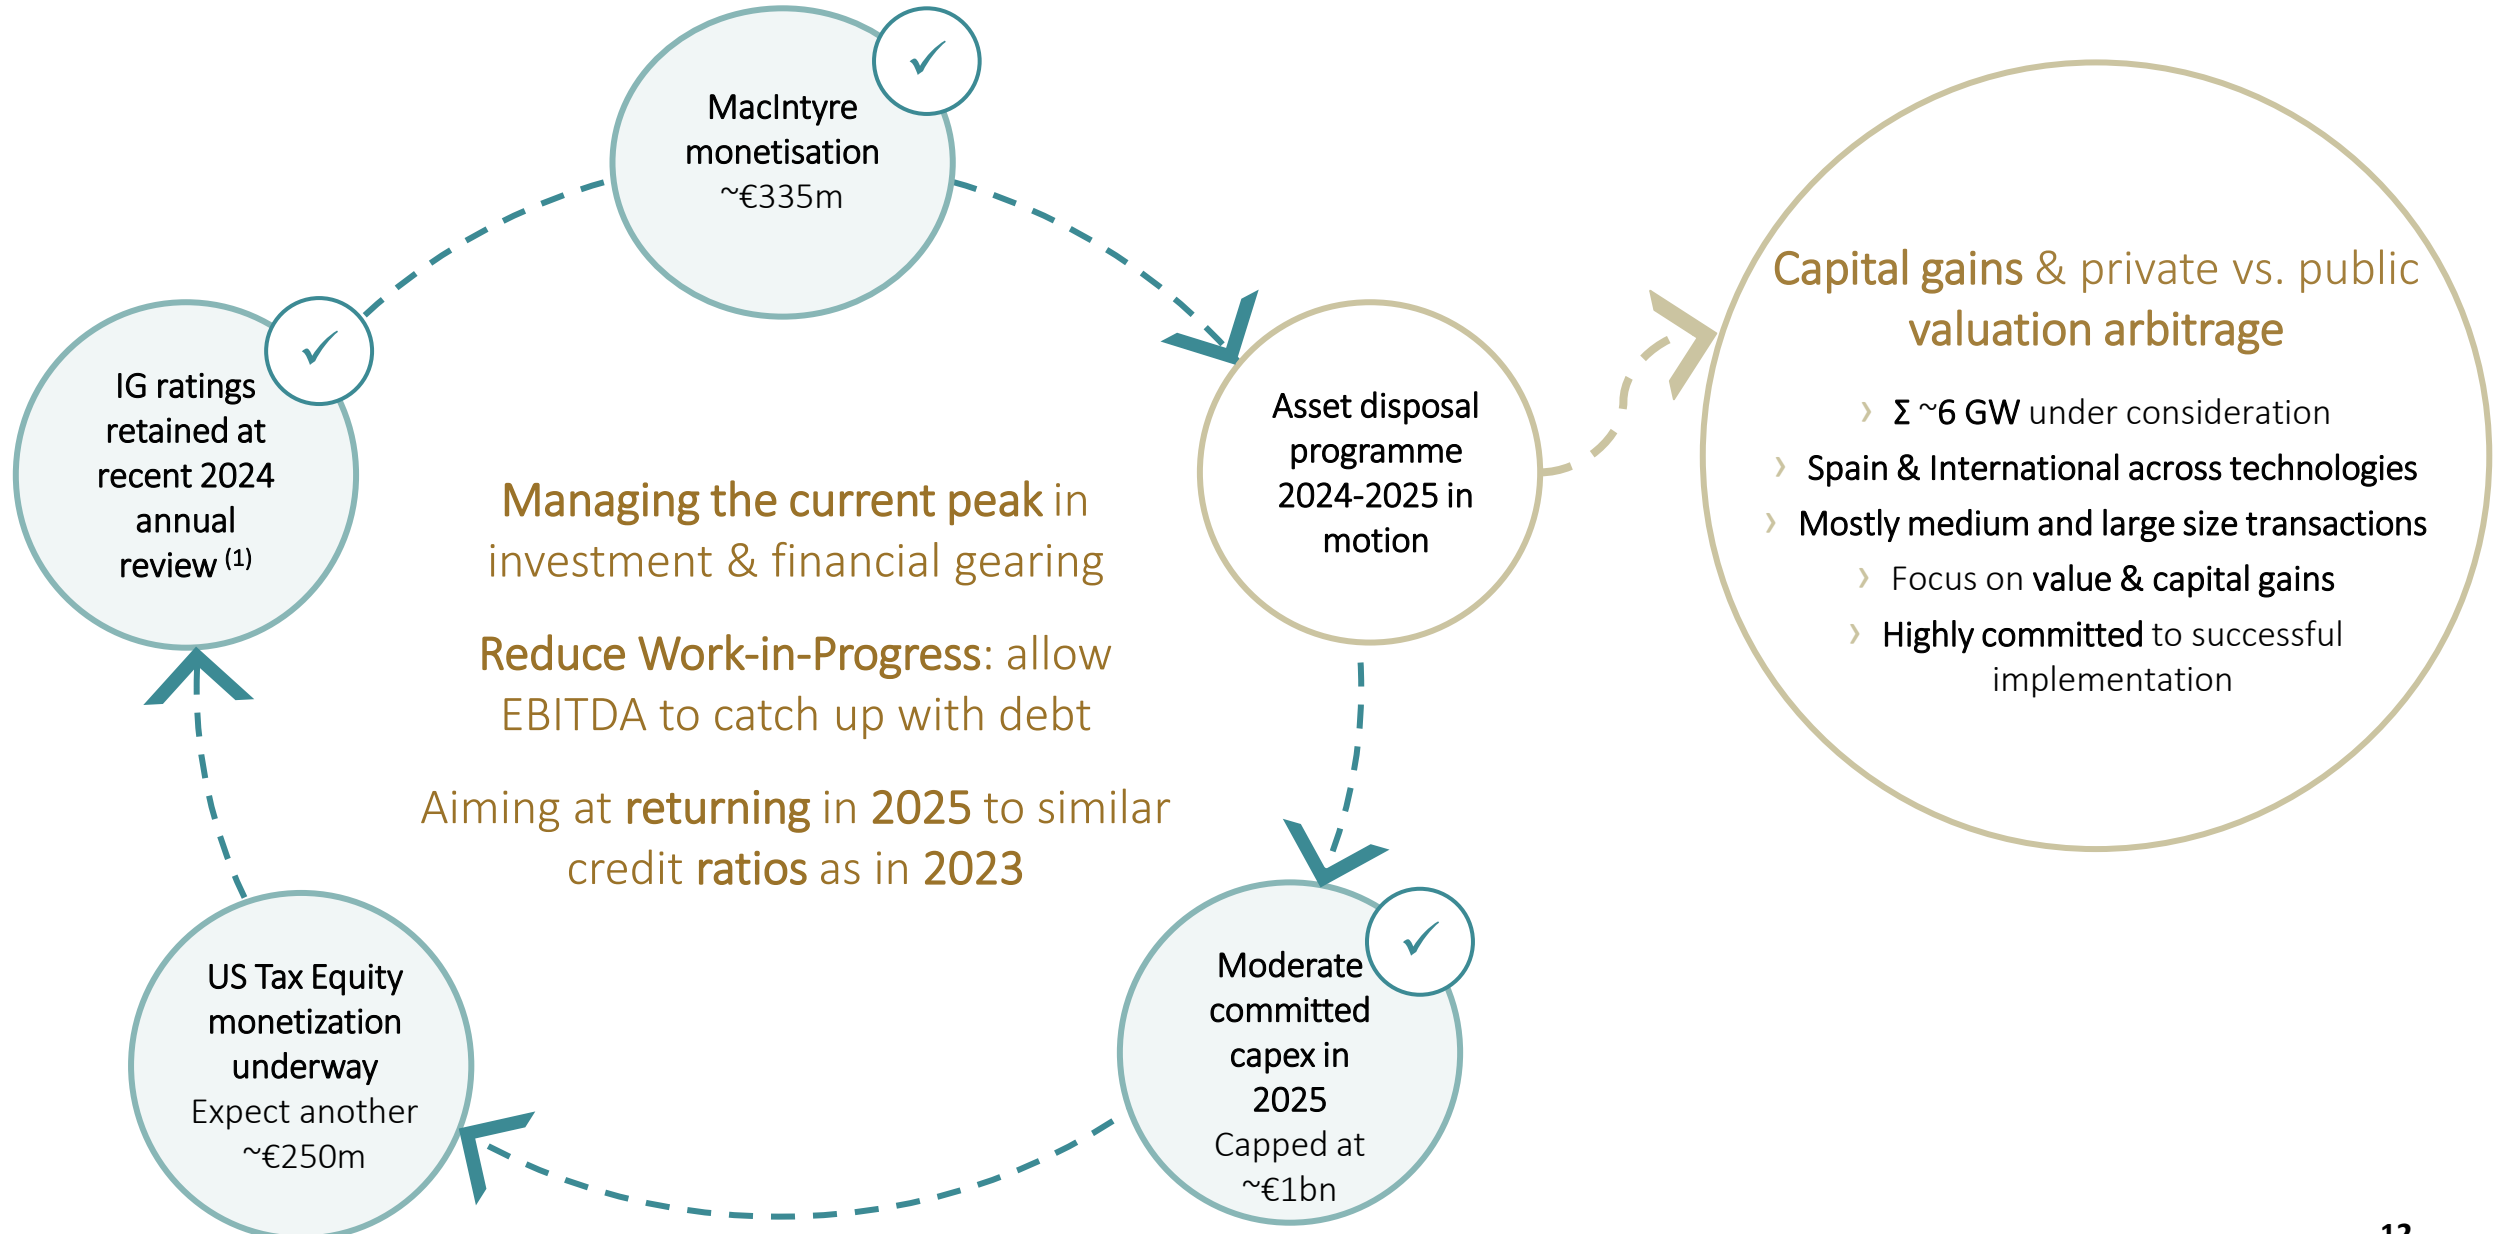 MacIntyre
monetisation
~€335m
IG ratings
retained at
recent 2024
annual
review (1)
Managing the current peak in
investment & financial gearing
Reduce Work-in-Progress: allow
EBITDA to catch up with debt
Aiming at returning in 2025 to similar
credit ratios as in 2023
Asset disposal
programme
2024-2025 in
motion
Capital gains & private vs. public
valuation arbitrage
› Σ ~6 GW under consideration
› Spain & International across technologies
› Mostly medium and large size transactions
› Focus on value & capital gains
› Highly committed to successful
implementation
US Tax Equity
monetization
underway
Expect another
~€250m
Moderate
committed
capex in
2025
Capped at
~€1bn
12